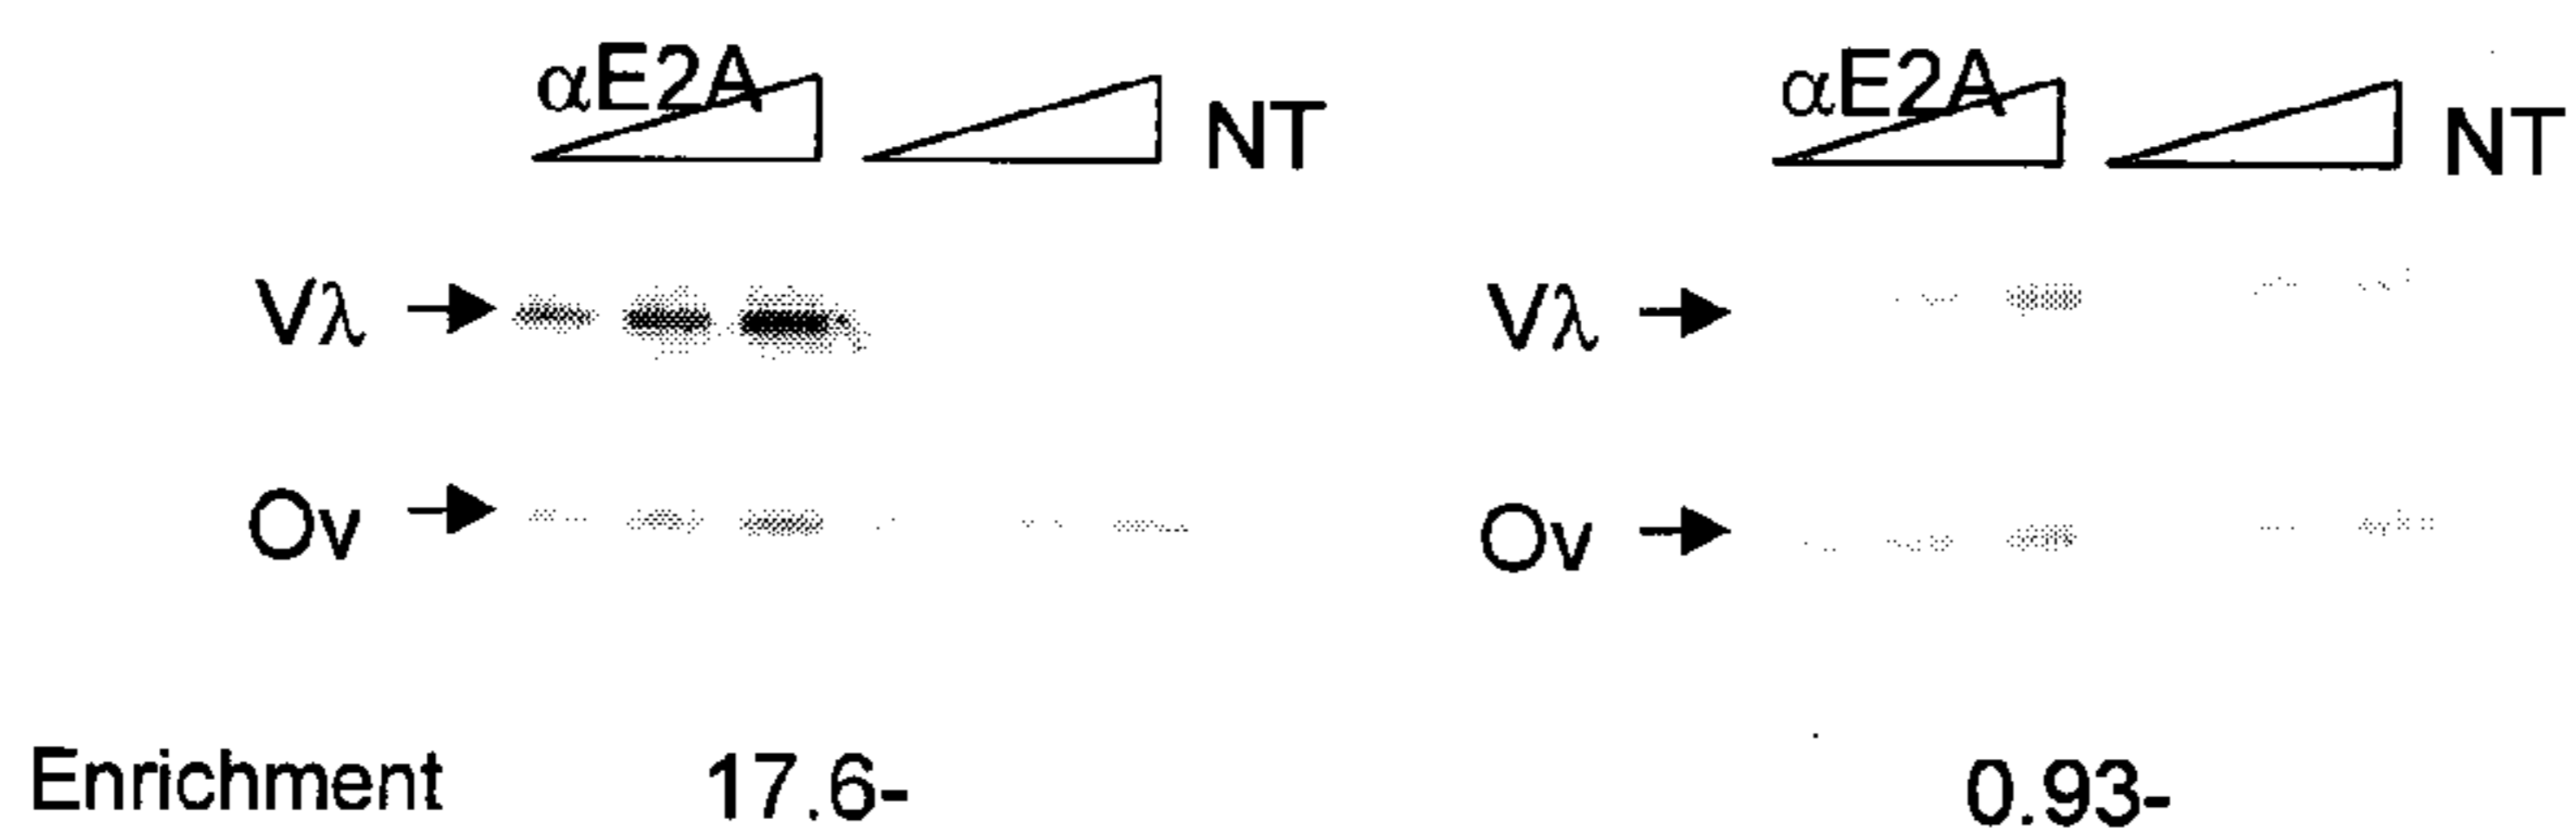 αE2A NT αE2A NT
Vλ Vλ
Ov Ov
Enrichment 17.6- 0.93-